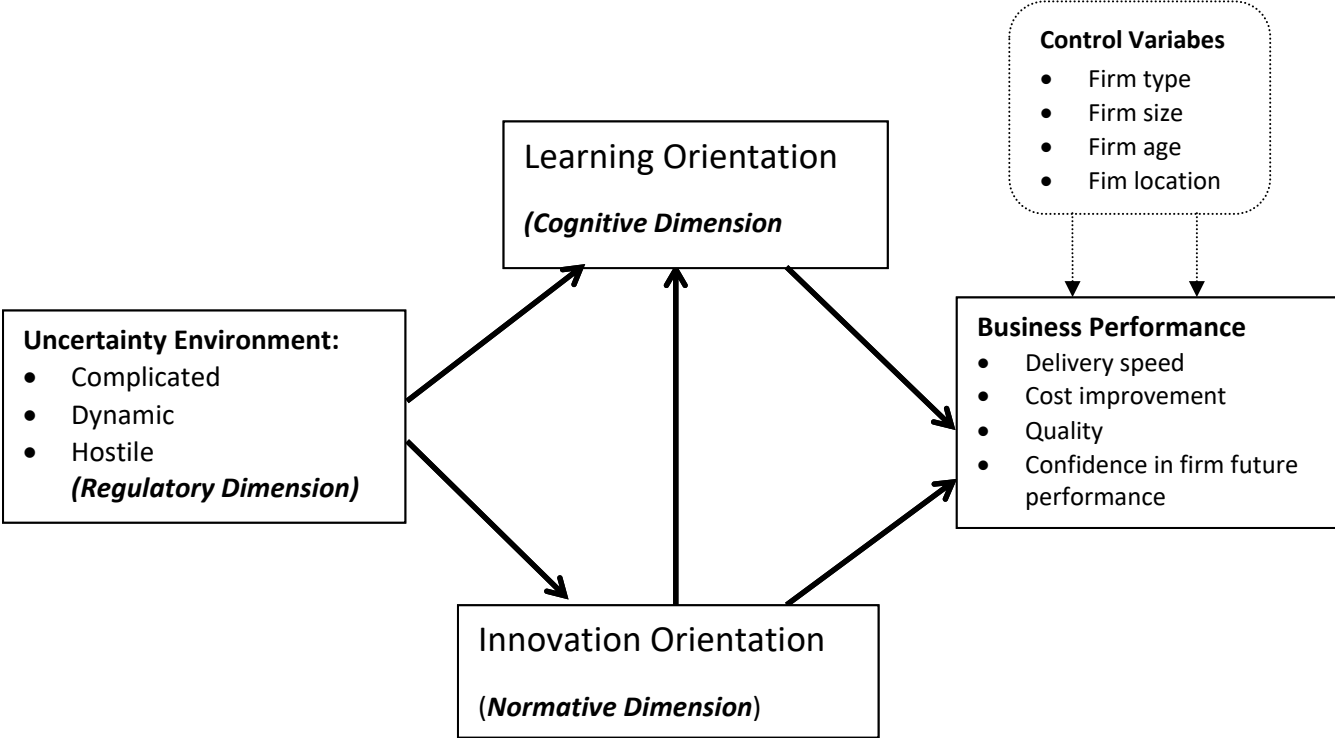 Control Variabes
• Firm type
• Firm size
• Firm age
• Fim location
Learning Orientation
(Cognitive Dimension
Uncertainty Environment:
• Complicated
• Dynamic
• Hostile
(Regulatory Dimension)
Business Performance
• Delivery speed
• Cost improvement
• Quality
• Confidence in firm future
performance
Innovation Orientation
(Normative Dimension)